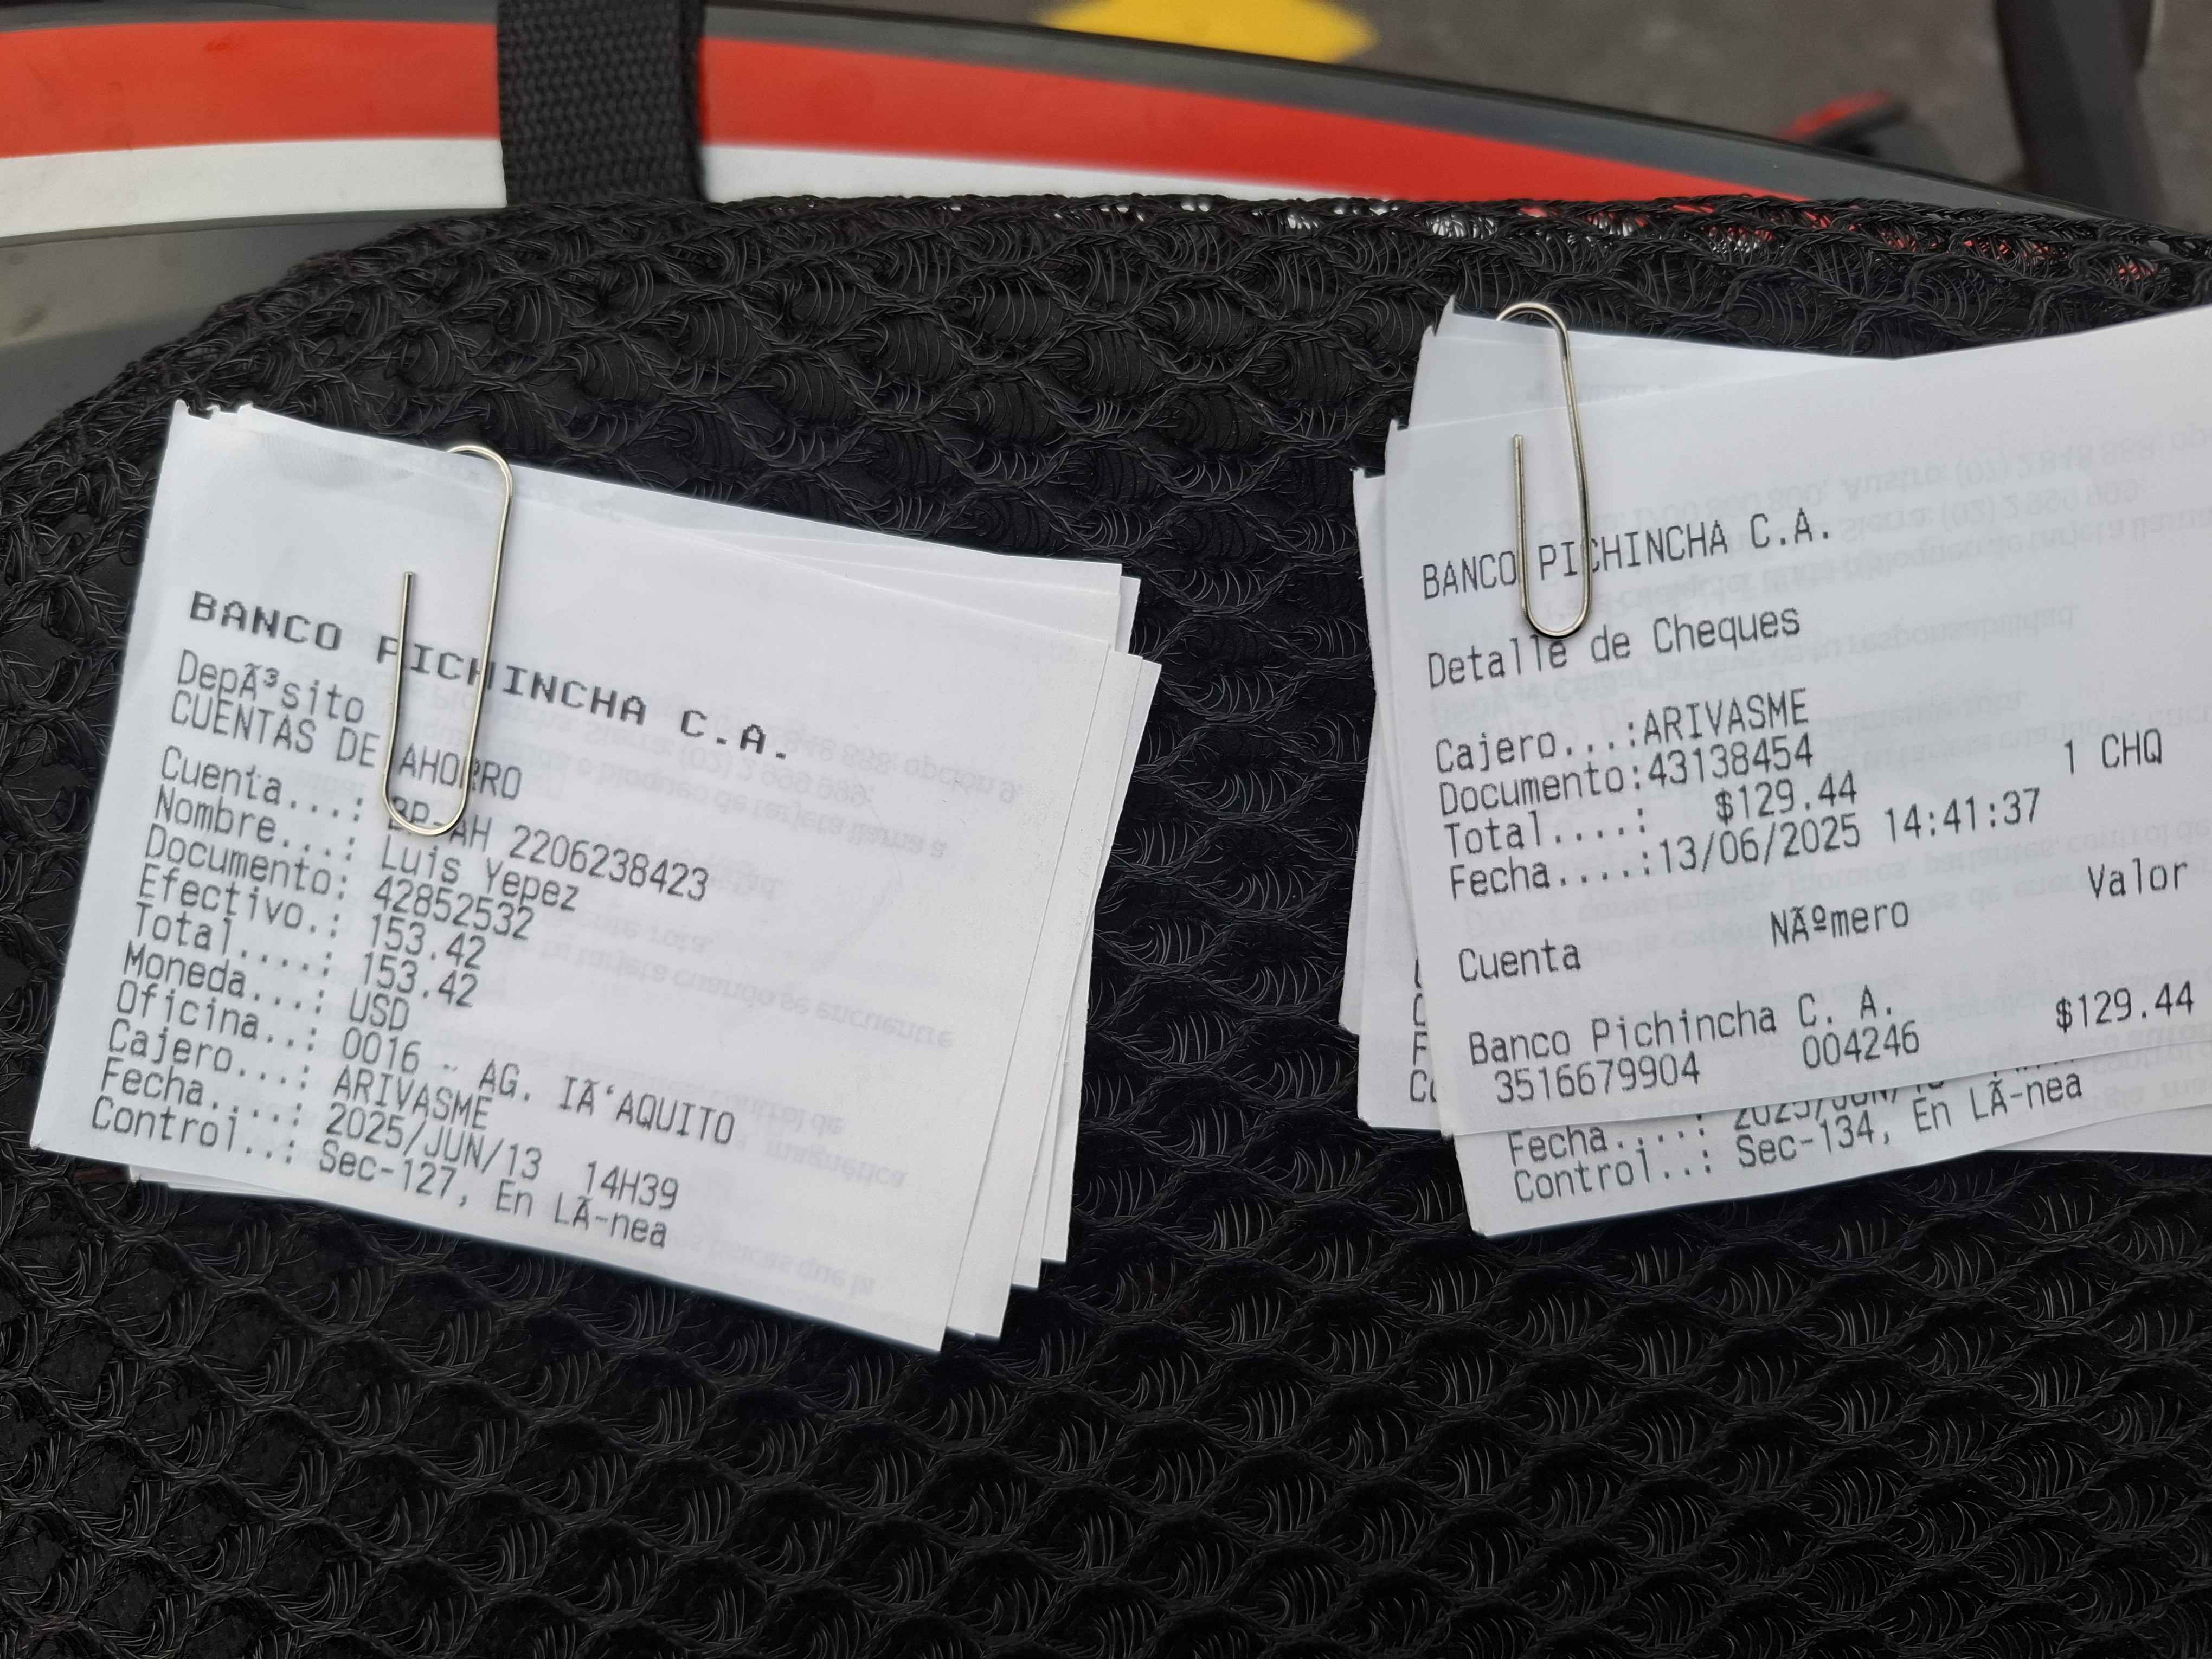 BANCO PICHINCHA C.A.
DepÃ³sito
CUENTAS DE AHORRO
Cuenta...: BP-AH 2206238423
Nombre...: Luis Yepez
Documento: 42852532
Efectivo.: 153.42
Total....: 153.42
Moneda...: USD
Oficina..: 0016 - AG. IÃ‘AQUITO
Cajero...: ARIVASME
Fecha....: 2025/JUN/13 14H39
Control..: Sec-127, En LÃ-nea
BANCO PICHINCHA C.A.
Detalle de Cheques
Cajero...:ARIVASME
Documento:43138454 1 CHQ
Total....: $129.44
Fecha....:13/06/2025 14:41:37
Cuenta NÃºmero Valor
Banco Pichincha C. A.
3516679904 004246 $129.44
Fecha....: 2025/JUN/
Control..: Sec-134, En LÃ-nea